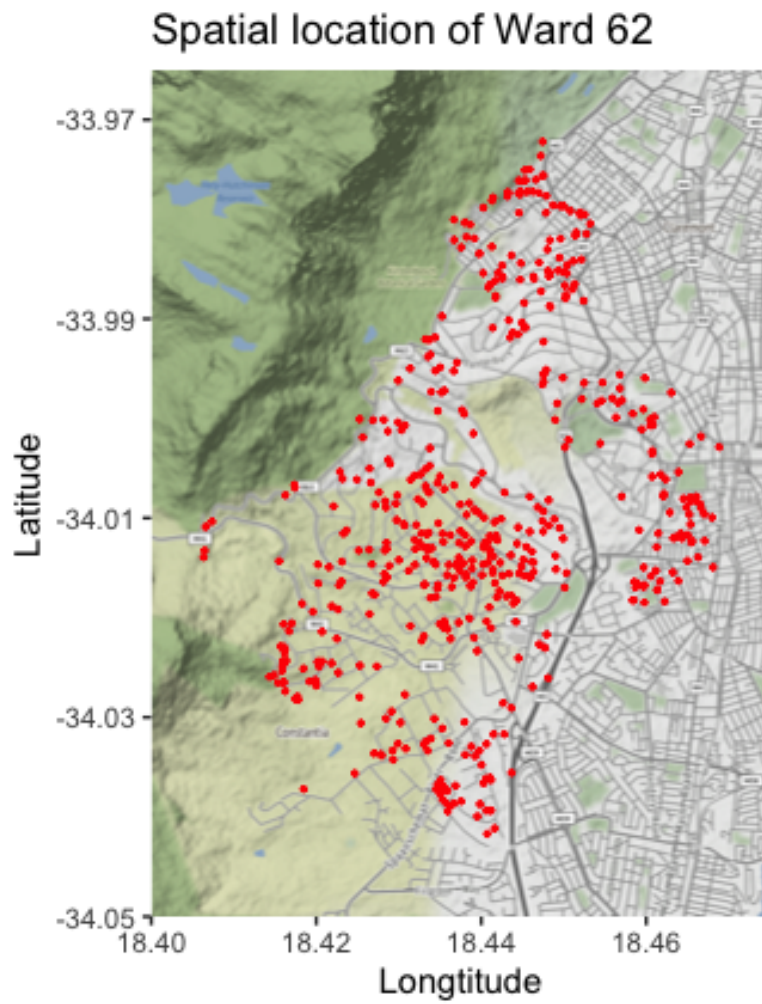 Spatial location of Ward 62
-33.97
-33.99
Latitude
-34.01
-34.03
Constantia
-34.05
18.40
18.42
18.44
18.46
Longtitude